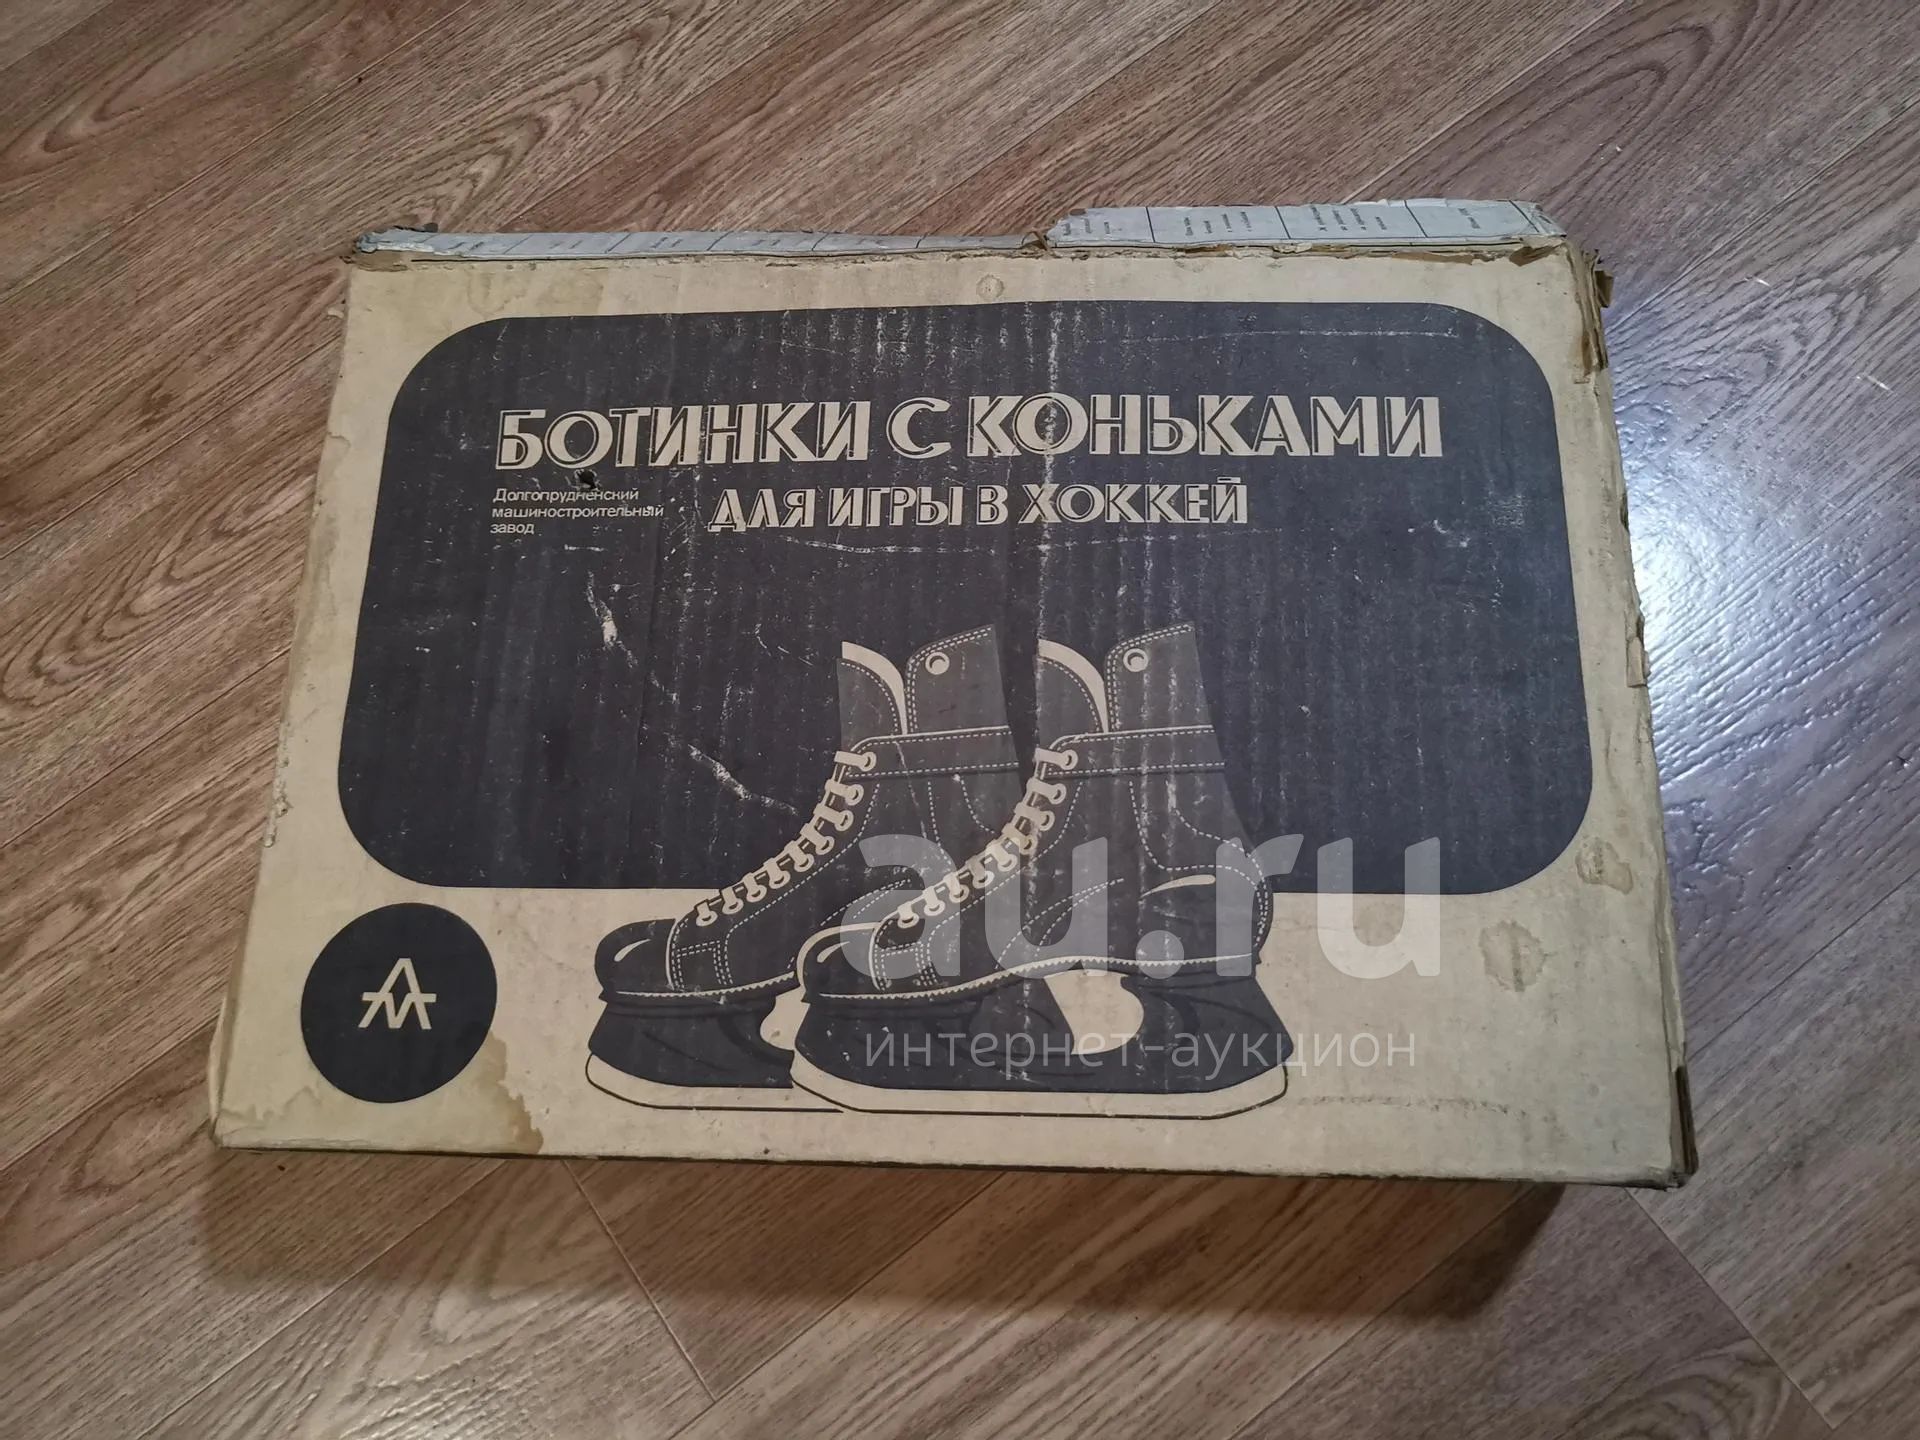 БОТИНКИ С КОНЬКАМИ
ДЛЯ ИГРЫ В ХОККЕЙ
Долгопрудненский
машиностроительный
завод
au.ru
интернет-аукцион